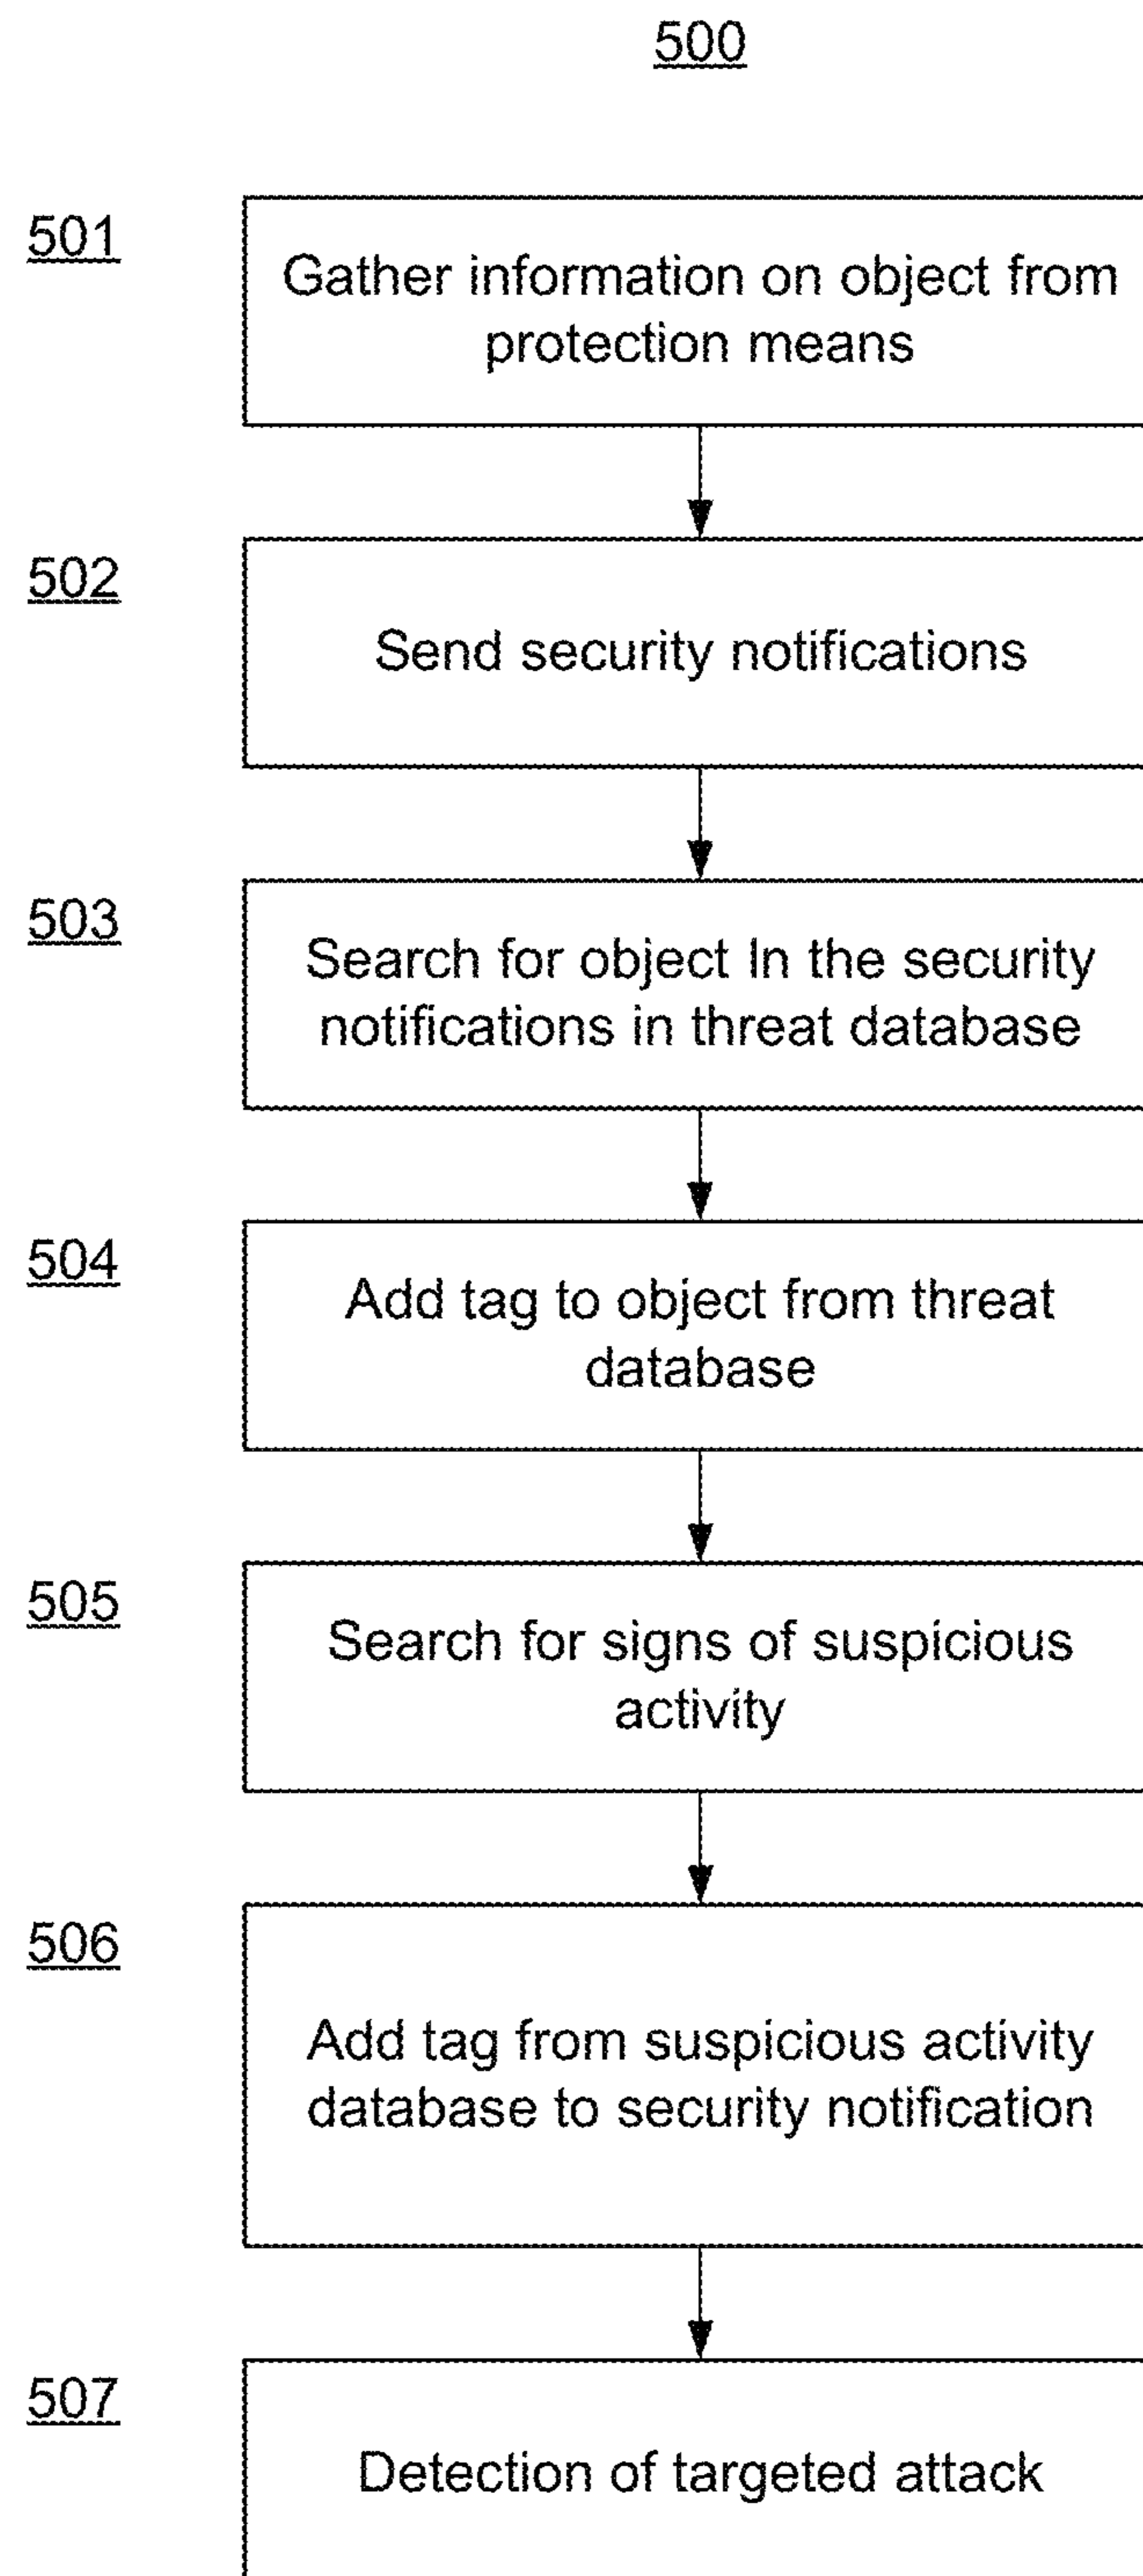 500
501
Gather information on object from
protection means
502
Send security notifications
503
Search for object In the security
notifications in threat database
504
Add tag to object from threat
database
505
Search for signs of suspicious
activity
506
Add tag from suspicious activity
database to security notification
507
Detection of targeted attack